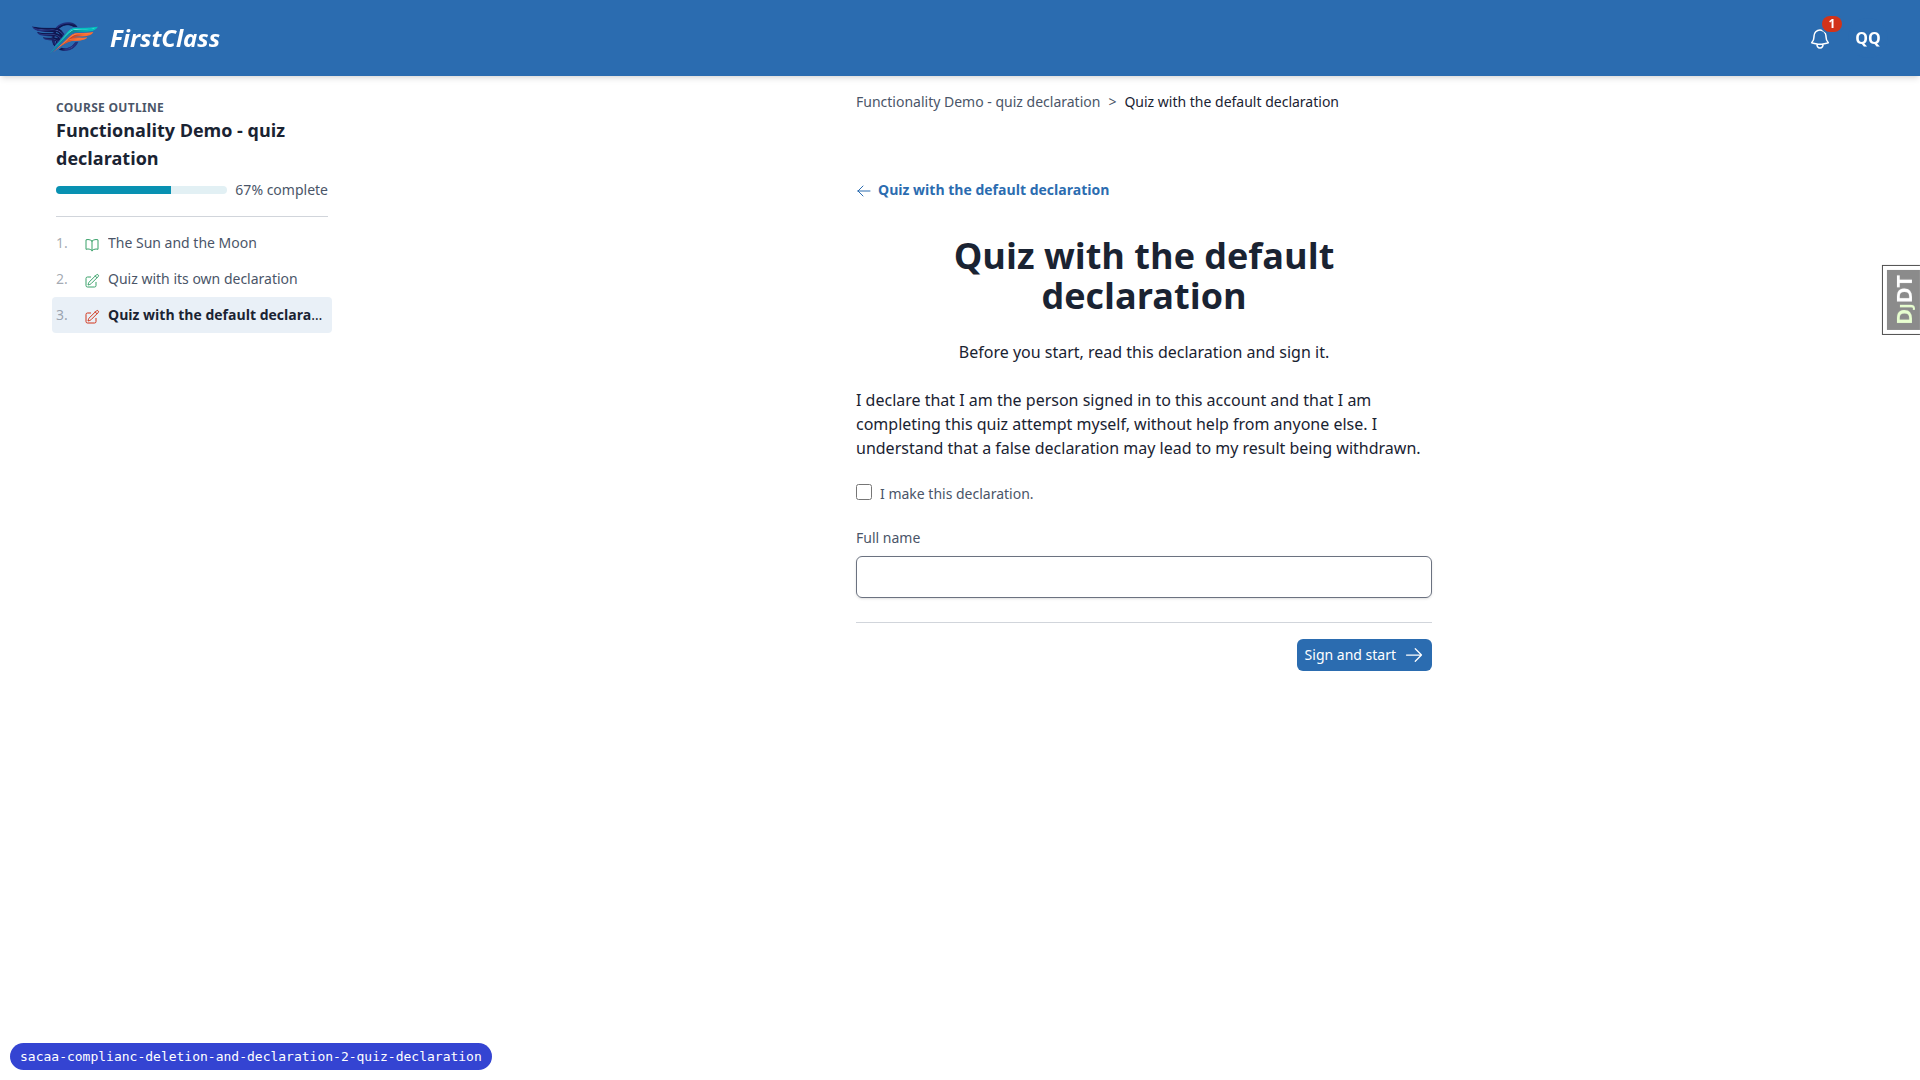 FirstClass
1
QQ
COURSE OUTLINE
Functionality Demo - quiz
declaration
67% complete
1. The Sun and the Moon
2. Quiz with its own declaration
3. Quiz with the default declara...
Functionality Demo - quiz declaration > Quiz with the default declaration
← Quiz with the default declaration
Quiz with the default
declaration
Before you start, read this declaration and sign it.
I declare that I am the person signed in to this account and that I am
completing this quiz attempt myself, without help from anyone else. I
understand that a false declaration may lead to my result being withdrawn.
I make this declaration.
Full name
Sign and start →
DJDT
sacaa-complianc-deletion-and-declaration-2-quiz-declaration